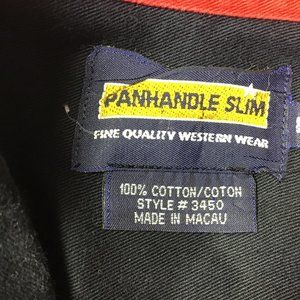 PANHANDLE SLIM
FINE QUALITY WESTERN WEAR
100% COTTON/COTON
STYLE # 3450
MADE IN MACAU